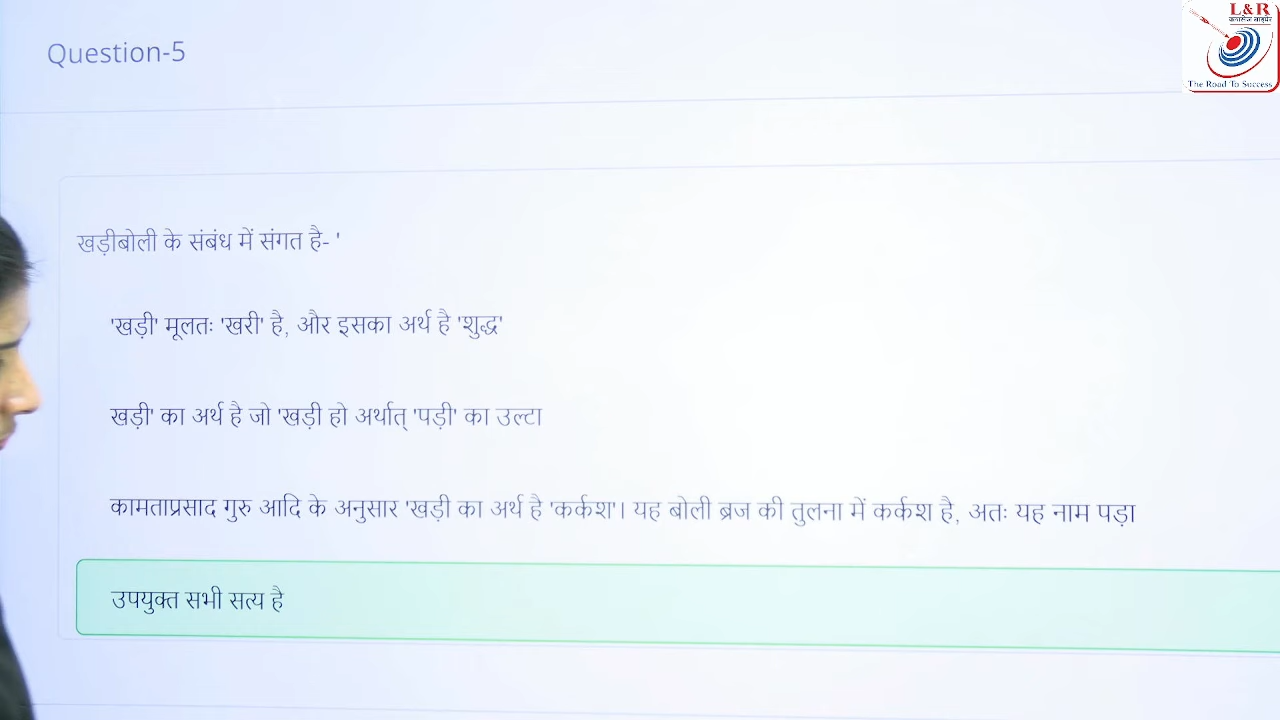 L&R
Question-5
The Road To Success
खड़ीबोली के संबंध में संगत है- '
'खड़ी' मूलतः 'खरी' है, और इसका अर्थ है 'शुद्ध'
खड़ी' का अर्थ है जो 'खड़ी हो अर्थात् 'पड़ी' का उल्टा
कामताप्रसाद गुरु आदि के अनुसार 'खड़ी का अर्थ है 'कर्कश'। यह बोली ब्रज की तुलना में कर्कश है, अतः यह नाम पड़ा
उपयुक्त सभी सत्य है